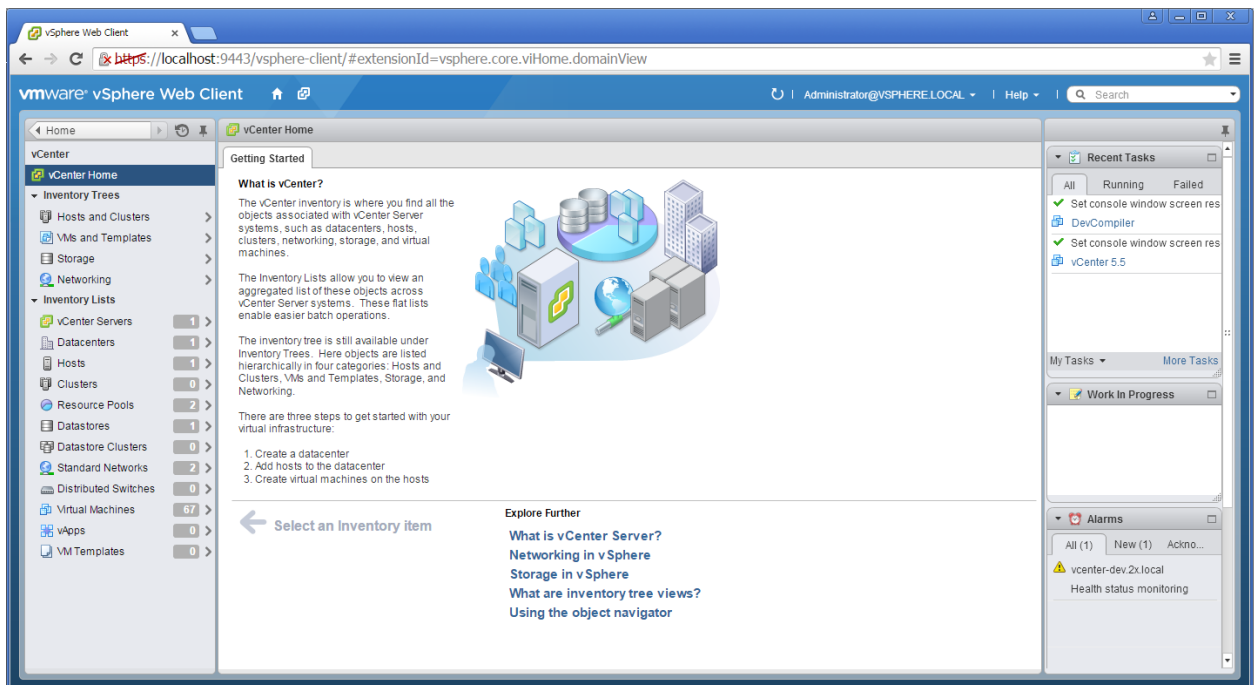 vSphere Web Client
https://localhost:9443/vsphere-client/#extensionId=vsphere.core.viHome.domainView
vmware® vSphere Web Client
Administrator@VSPHERE.LOCAL
Help
Search
Home
vCenter
vCenter Home
Inventory Trees
Hosts and Clusters
VMs and Templates
Storage
Networking
Inventory Lists
vCenter Servers 1
Datacenters 1
Hosts 1
Clusters 0
Resource Pools 2
Datastores 1
Datastore Clusters 0
Standard Networks 2
Distributed Switches 0
Virtual Machines 67
vApps 0
VM Templates 0
vCenter Home
Getting Started
What is vCenter?
The vCenter inventory is where you find all the
objects associated with vCenter Server
systems, such as datacenters, hosts,
clusters, networking, storage, and virtual
machines.
The Inventory Lists allow you to view an
aggregated list of these objects across
vCenter Server systems. These flat lists
enable easier batch operations.
The inventory tree is still available under
Inventory Trees. Here objects are listed
hierarchically in four categories: Hosts and
Clusters, VMs and Templates, Storage, and
Networking.
There are three steps to get started with your
virtual infrastructure:
1. Create a datacenter
2. Add hosts to the datacenter
3. Create virtual machines on the hosts
Select an Inventory item
Explore Further
What is vCenter Server?
Networking in vSphere
Storage in vSphere
What are inventory tree views?
Using the object navigator
Recent Tasks
All Running Failed
Set console window screen res
DevCompiler
Set console window screen res
vCenter 5.5
My Tasks More Tasks
Work In Progress
Alarms
All (1) New (1) Ackno...
vcenter-dev.2x.local
Health status monitoring